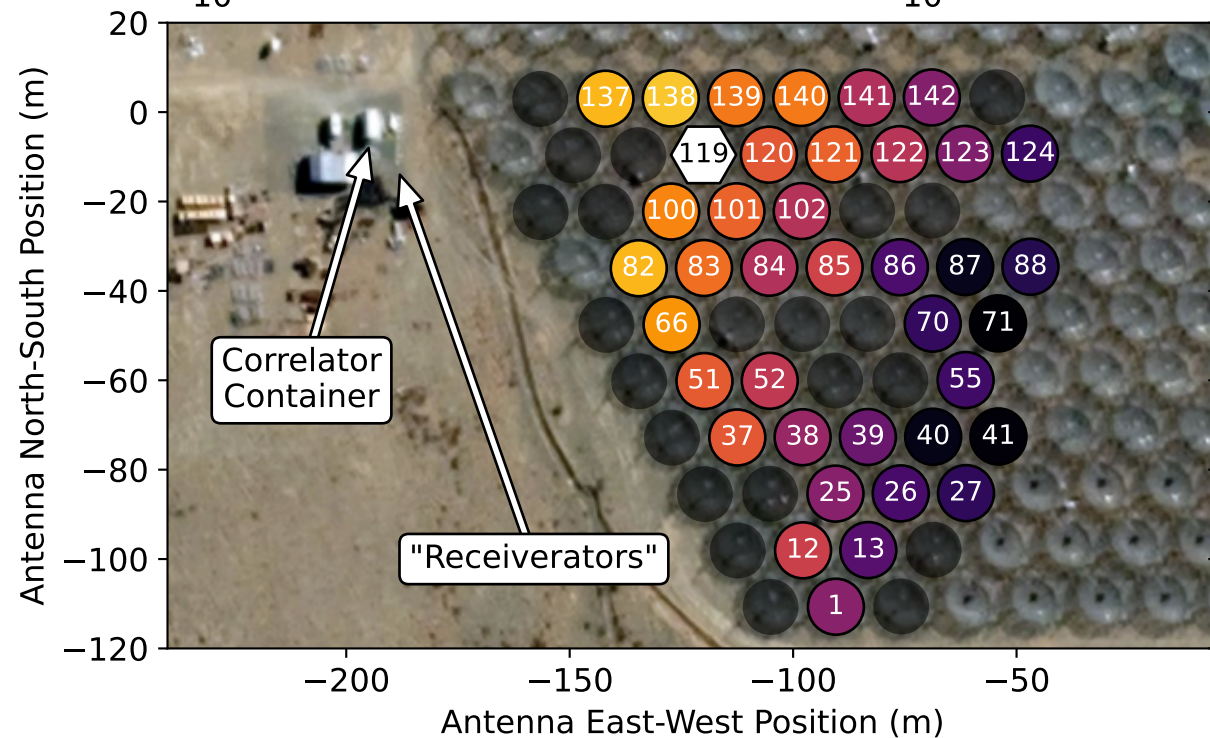 10 10
20
0
−20
−40
−60
−80
−100
−120
Antenna North-South Position (m)
137 138 139 140 141 142
119 120 121 122 123 124
100 101 102
82 83 84 85 86 87 88
66 70 71
51 52 55
37 38 39 40 41
25 26 27
12 13
1
Correlator
Container
"Receiverators"
−200 −150 −100 −50
Antenna East-West Position (m)